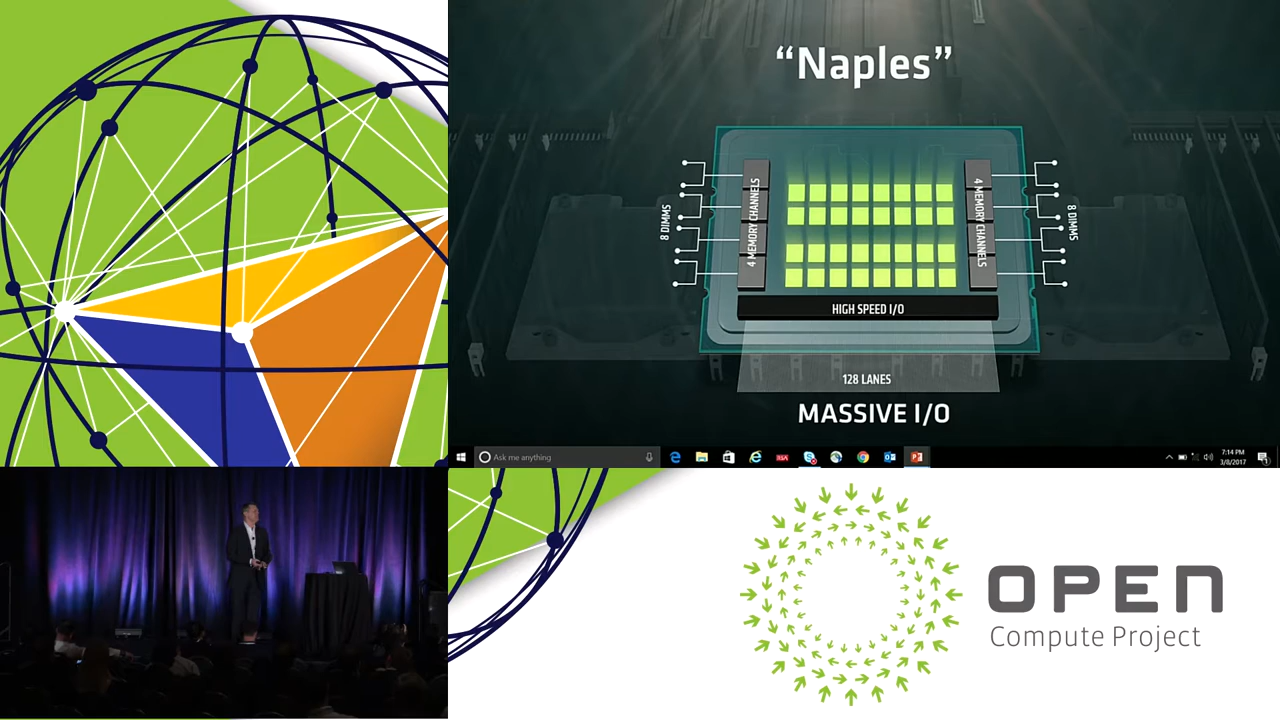 “Naples”
8 DIMMS
4 MEMORY CHANNELS
4 MEMORY CHANNELS
8 DIMMS
HIGH SPEED I/O
128 LANES
MASSIVE I/O
Ask me anything
RSA
7:14 PM
3/8/2017
OPEN
Compute Project